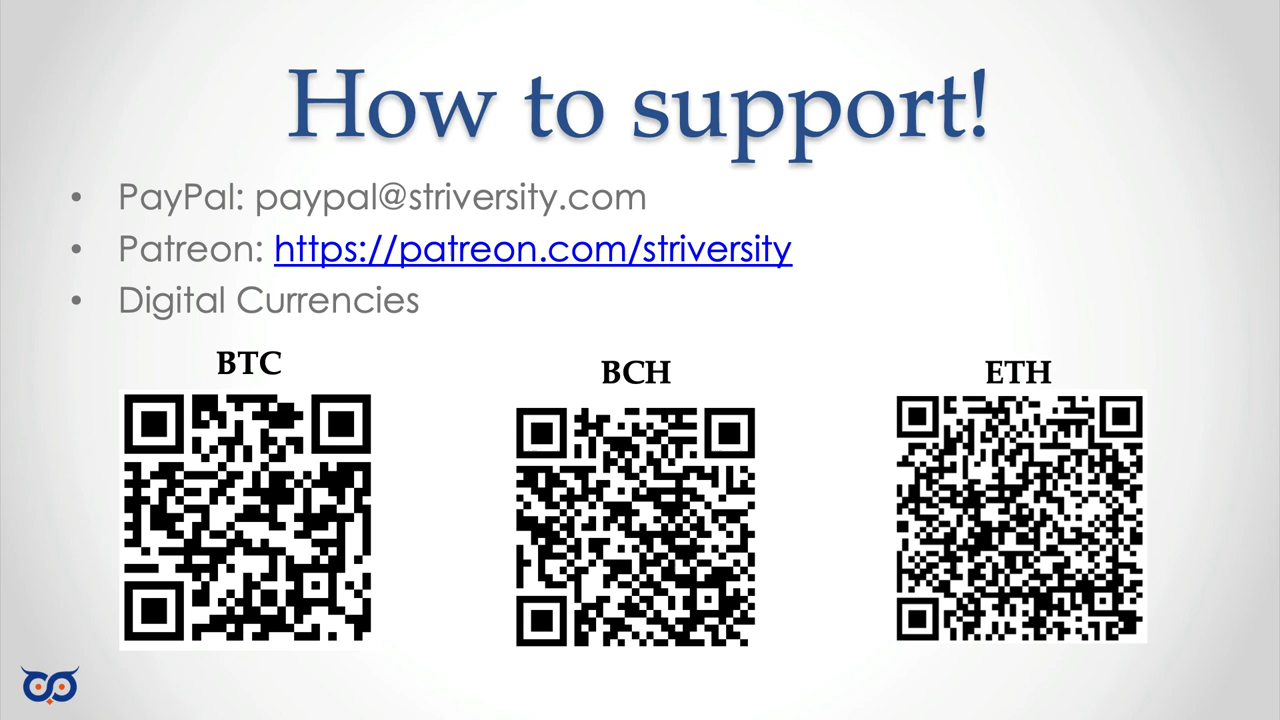 How to support!
• PayPal: paypal@striversity.com
• Patreon: https://patreon.com/striversity
• Digital Currencies
BTC
BCH
ETH